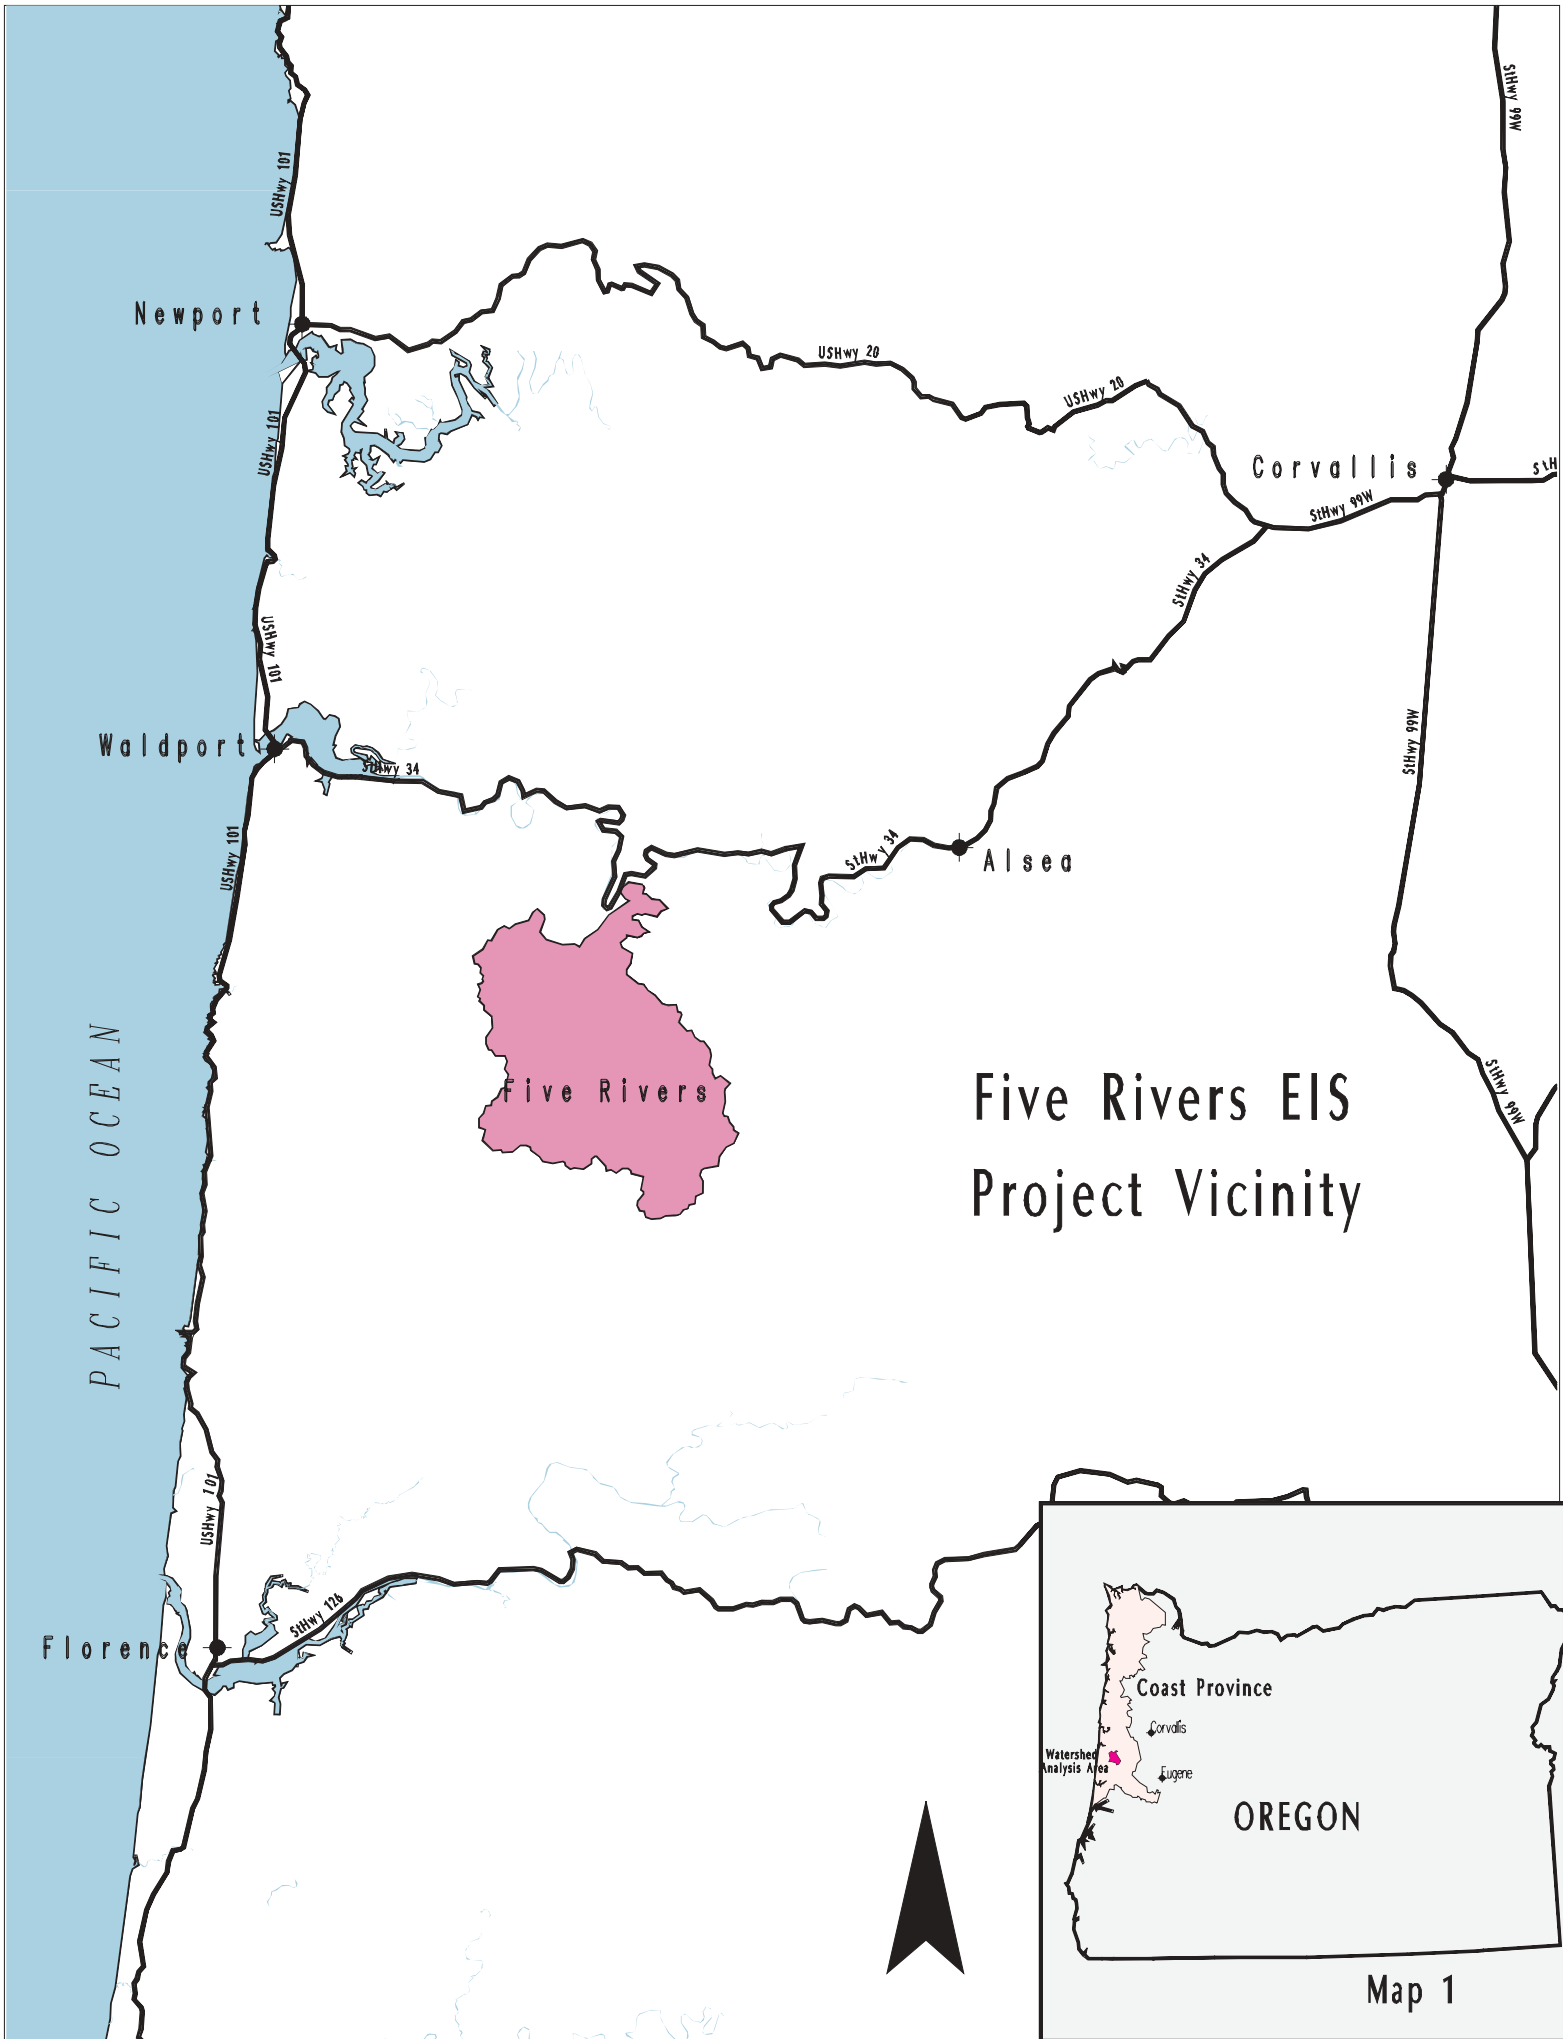 StHwy 99W
USHwy 101
Newport
USHwy 20
USHwy 20
USHwy 101
Corvallis
StH
StHwy 99W
StHwy 34
USHwy 101
StHwy 99W
Waldport
StHwy 34
USHwy 101
StHwy 34
Alsea
PACIFIC OCEAN
Five Rivers
Five Rivers EIS
Project Vicinity
StHwy 99W
USHwy 101
StHwy 126
Florence
Coast Province
Corvallis
Watershed
Analysis Area
Eugene
OREGON
Map 1